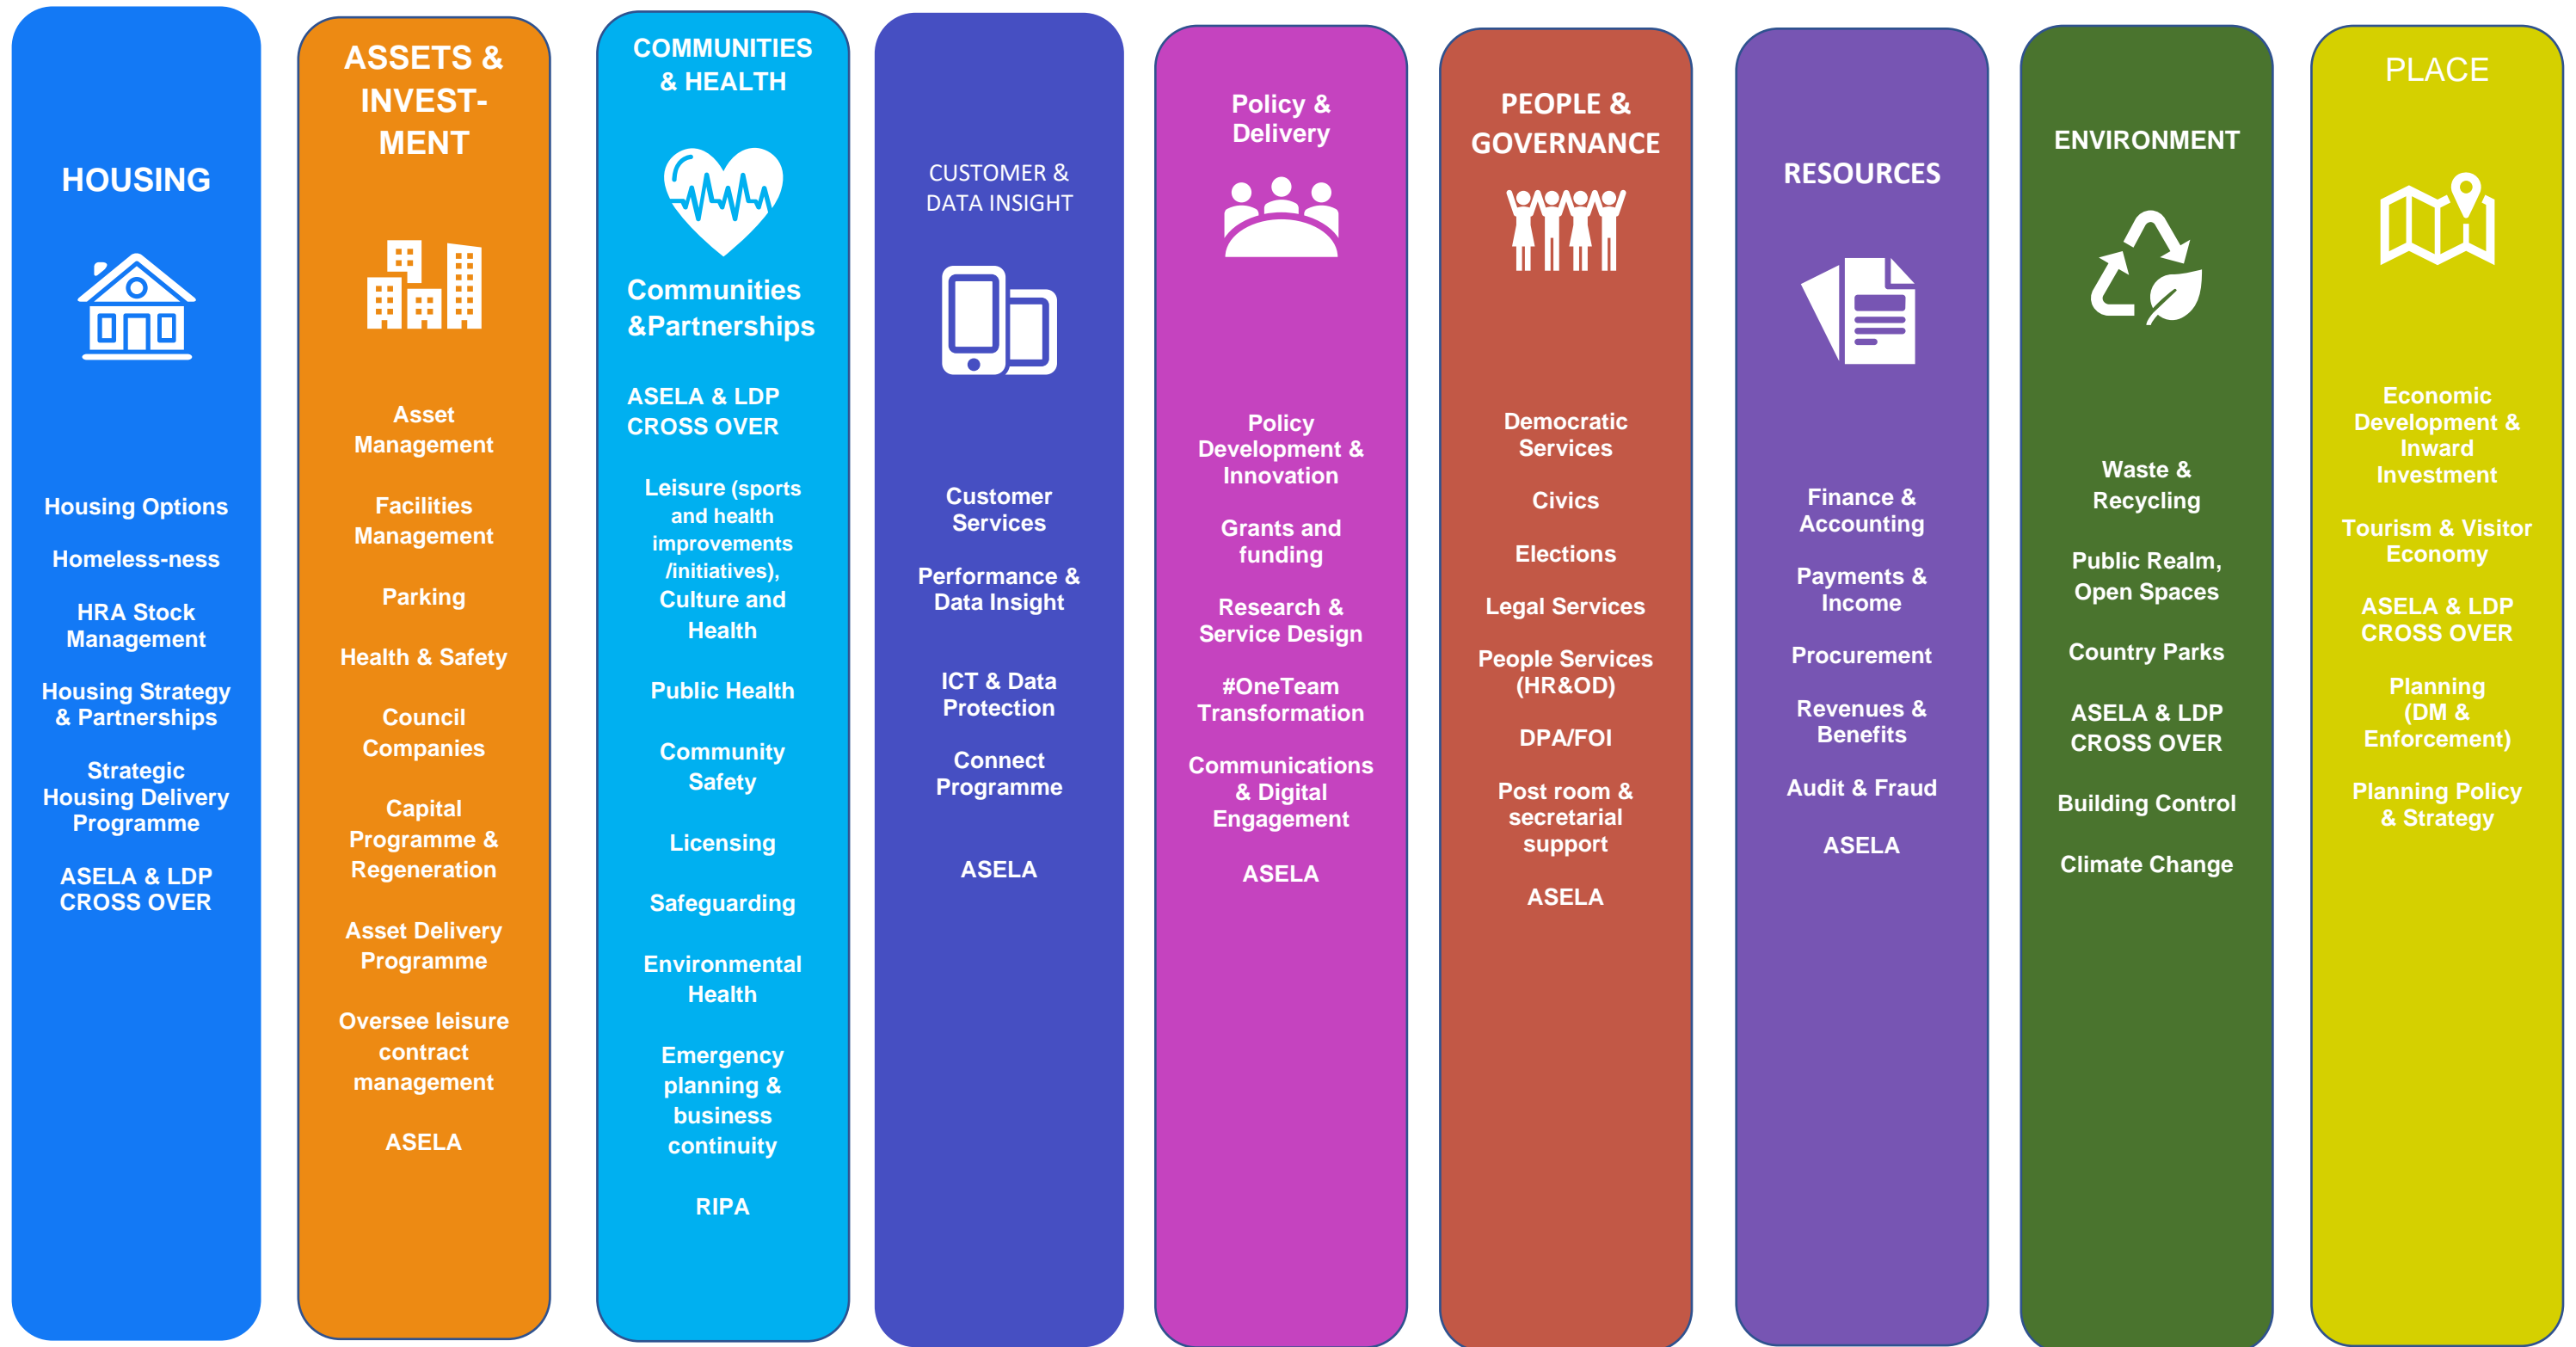 HOUSING
Housing Options
Homeless-ness
HRA Stock
Management
Housing Strategy
& Partnerships
Strategic
Housing Delivery
Programme
ASELA & LDP
CROSS OVER
ASSETS &
INVEST-
MENT
Asset
Management
Facilities
Management
Parking
Health & Safety
Council
Companies
Capital
Programme &
Regeneration
Asset Delivery
Programme
Oversee leisure
contract
management
ASELA
COMMUNITIES
& HEALTH
Communities
&Partnerships
ASELA & LDP
CROSS OVER
Leisure (sports
and health
improvements
/initiatives),
Culture and
Health
Public Health
Community
Safety
Licensing
Safeguarding
Environmental
Health
Emergency
planning &
business
continuity
RIPA
CUSTOMER &
DATA INSIGHT
Customer
Services
Performance &
Data Insight
ICT & Data
Protection
Connect
Programme
ASELA
Policy &
Delivery
Policy
Development &
Innovation
Grants and
funding
Research &
Service Design
#OneTeam
Transformation
Communications
& Digital
Engagement
ASELA
PEOPLE &
GOVERNANCE
Democratic
Services
Civics
Elections
Legal Services
People Services
(HR&OD)
DPA/FOI
Post room &
secretarial
support
ASELA
RESOURCES
Finance &
Accounting
Payments &
Income
Procurement
Revenues &
Benefits
Audit & Fraud
ASELA
ENVIRONMENT
Waste &
Recycling
Public Realm,
Open Spaces
Country Parks
ASELA & LDP
CROSS OVER
Building Control
Climate Change
PLACE
Economic
Development &
Inward
Investment
Tourism & Visitor
Economy
ASELA & LDP
CROSS OVER
Planning
(DM &
Enforcement)
Planning Policy
& Strategy